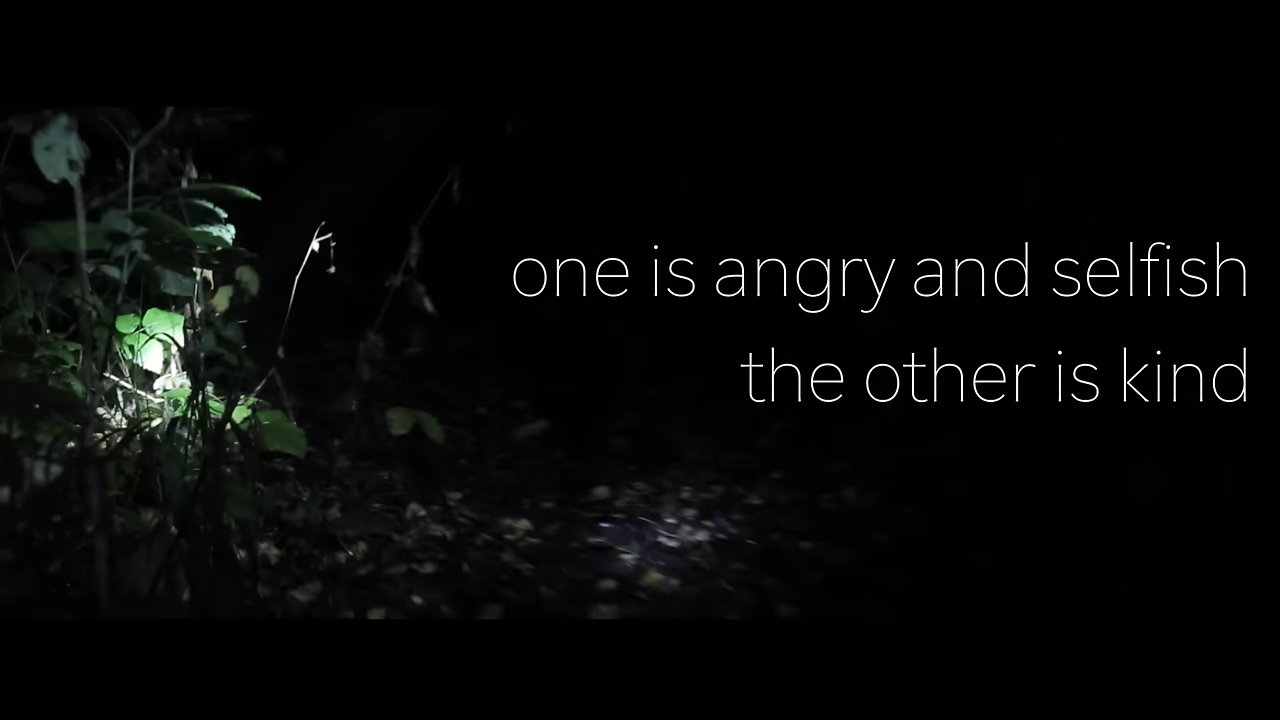 one is angry and selfish
the other is kind